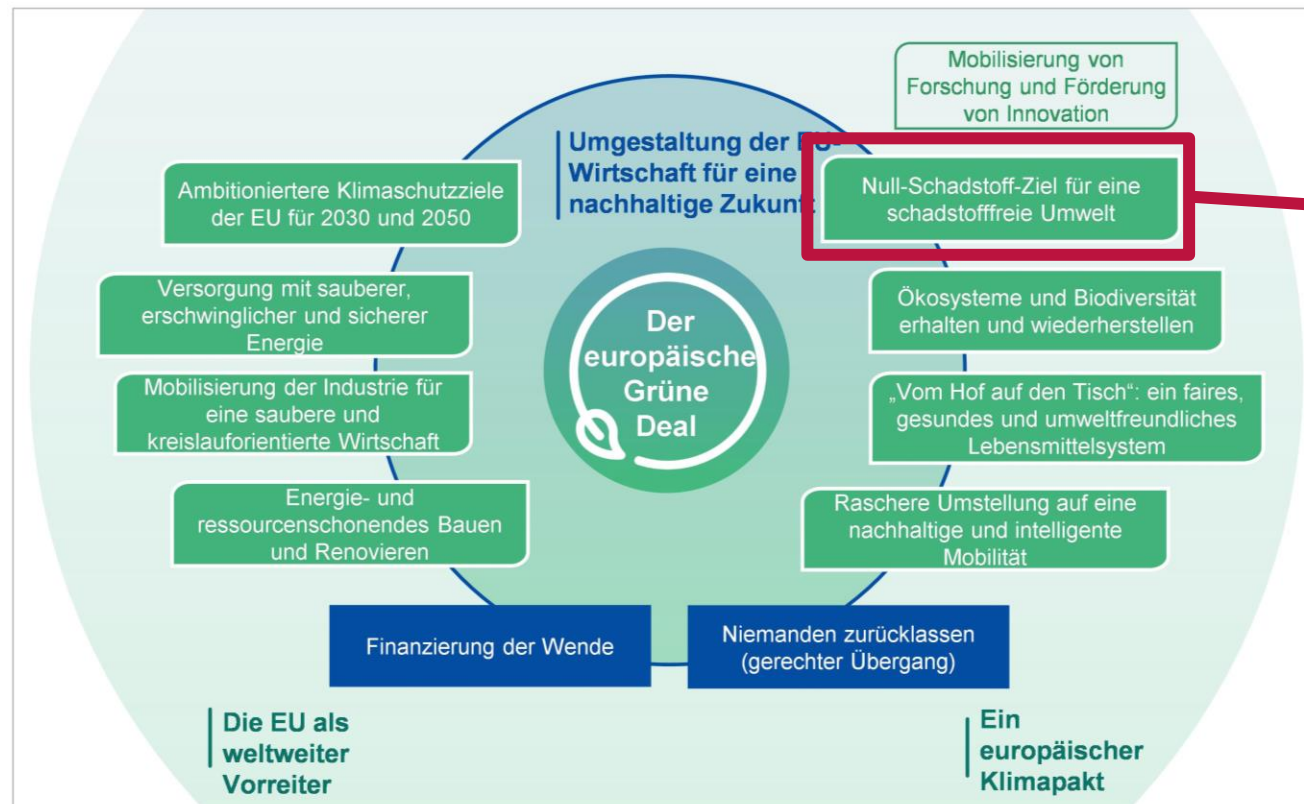 Mobilisierung von
Forschung und Förderung
von Innovation
Umgestaltung der EU-
Wirtschaft für eine
nachhaltige Zukunft
Ambitioniertere Klimaschutzziele
der EU für 2030 und 2050
Null-Schadstoff-Ziel für eine
schadstofffreie Umwelt
Versorgung mit sauberer,
erschwinglicher und sicherer
Energie
Ökosysteme und Biodiversität
erhalten und wiederherstellen
Der
europäische
Grüne
Deal
Mobilisierung der Industrie für
eine saubere und
kreislauforientierte Wirtschaft
„Vom Hof auf den Tisch“: ein faires,
gesundes und umweltfreundliches
Lebensmittelsystem
Energie- und
ressourcenschonendes Bauen
und Renovieren
Raschere Umstellung auf eine
nachhaltige und intelligente
Mobilität
Finanzierung der Wende
Niemanden zurücklassen
(gerechter Übergang)
Die EU als
weltweiter
Vorreiter
Ein
europäischer
Klimapakt